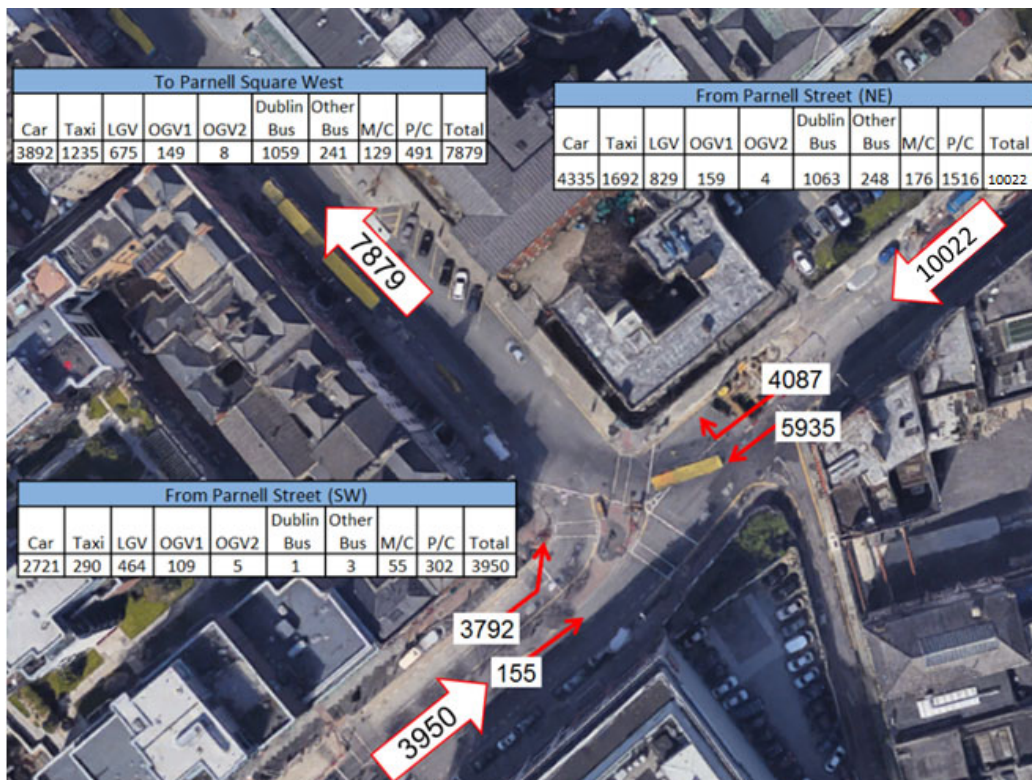 To Parnell Square West
Car Taxi LGV OGV1 OGV2 Dublin Bus Other Bus M/C P/C Total
3892 1235 675 149 8 1059 241 129 491 7879
From Parnell Street (NE)
Car Taxi LGV OGV1 OGV2 Dublin Bus Other Bus M/C P/C Total
4335 1692 829 159 4 1063 248 176 1516 10022
7879
10022
4087
5935
From Parnell Street (SW)
Car Taxi LGV OGV1 OGV2 Dublin Bus Other Bus M/C P/C Total
2721 290 464 109 5 1 3 55 302 3950
3792
155
3950